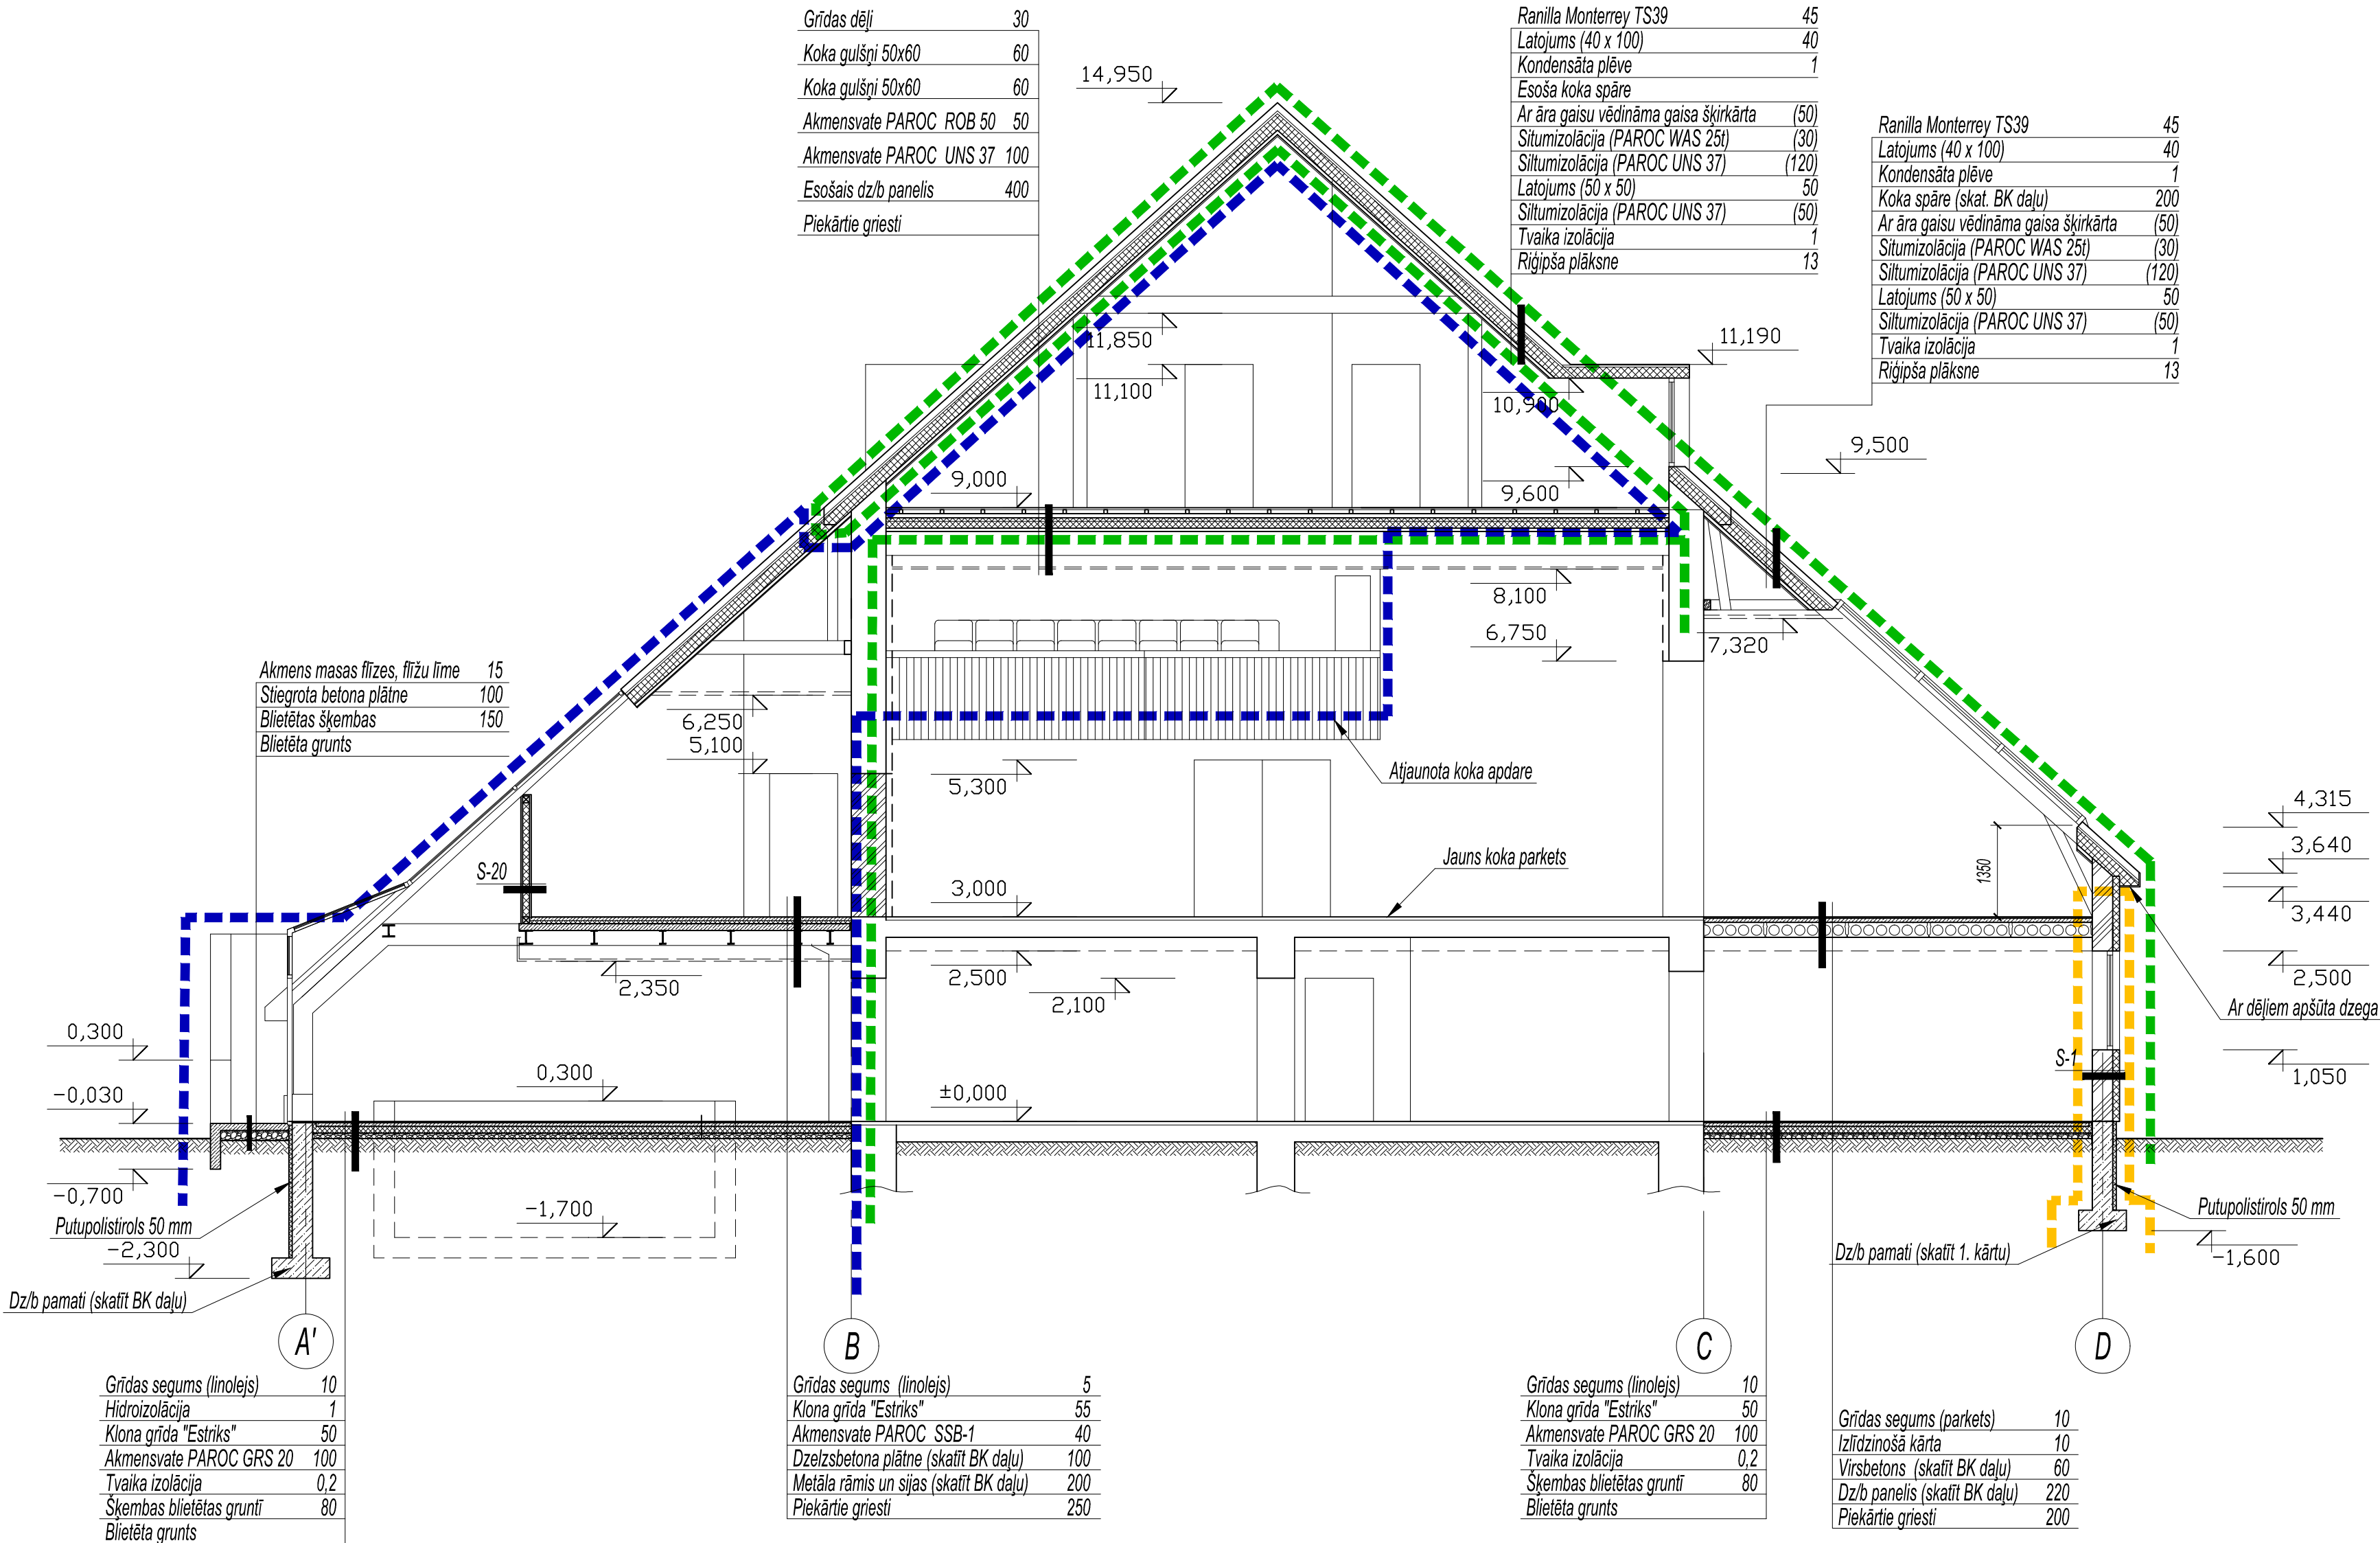 Grīdas dēļi 30
Koka gulšņi 50x60 60
Koka gulšņi 50x60 60
Akmensvate PAROC ROB 50 50
Akmensvate PAROC UNS 37 100
Esošais dz/b panelis 400
Piekārtie griesti
14,950
Ranilla Monterrey TS39 45
Latojums (40 x 100) 40
Kondensāta plēve 1
Esoša koka spāre
Ar āra gaisu vēdināma gaisa šķirkārta (50)
Situmizolācija (PAROC WAS 25t) (30)
Siltumizolācija (PAROC UNS 37) (120)
Latojums (50 x 50) 50
Siltumizolācija (PAROC UNS 37) (50)
Tvaika izolācija 1
Riģipša plāksne 13
Ranilla Monterrey TS39 45
Latojums (40 x 100) 40
Kondensāta plēve 1
Koka spāre (skat. BK daļu) 200
Ar āra gaisu vēdināma gaisa šķirkārta (50)
Situmizolācija (PAROC WAS 25t) (30)
Siltumizolācija (PAROC UNS 37) (120)
Latojums (50 x 50) 50
Siltumizolācija (PAROC UNS 37) (50)
Tvaika izolācija 1
Riģipša plāksne 13
11,850
11,190
11,100
10,900
9,500
9,000
9,600
8,100
6,750
7,320
Akmens masas flīzes, flīžu līme 15
Stiegrota betona plātne 100
Blietētas šķembas 150
Blietēta grunts
6,250
5,100
5,300
Atjaunota koka apdare
4,315
3,640
3,440
2,500
1,050
1350
S-20
Jauns koka parkets
3,000
2,350
2,500
2,100
Ar dēļiem apšūta dzega
S-1
0,300
-0,030
-0,700
0,300
±0,000
-1,700
Putupolistirols 50 mm
-2,300
Dz/b pamati (skatīt BK daļu)
Putupolistirols 50 mm
Dz/b pamati (skatīt 1. kārtu)
-1,600
A' B C D
Grīdas segums (linolejs) 10
Hidroizolācija 1
Klona grīda "Estriks" 50
Akmensvate PAROC GRS 20 100
Tvaika izolācija 0,2
Šķembas blietētas gruntī 80
Blietēta grunts
Grīdas segums (linolejs) 5
Klona grīda "Estriks" 55
Akmensvate PAROC SSB-1 40
Dzelzsbetona plātne (skatīt BK daļu) 100
Metāla rāmis un sijas (skatīt BK daļu) 200
Piekārtie griesti 250
Grīdas segums (linolejs) 10
Klona grīda "Estriks" 50
Akmensvate PAROC GRS 20 100
Tvaika izolācija 0,2
Šķembas blietētas gruntī 80
Blietēta grunts
Grīdas segums (parkets) 10
Izlīdzinošā kārta 10
Virsbetons (skatīt BK daļu) 60
Dz/b panelis (skatīt BK daļu) 220
Piekārtie griesti 200